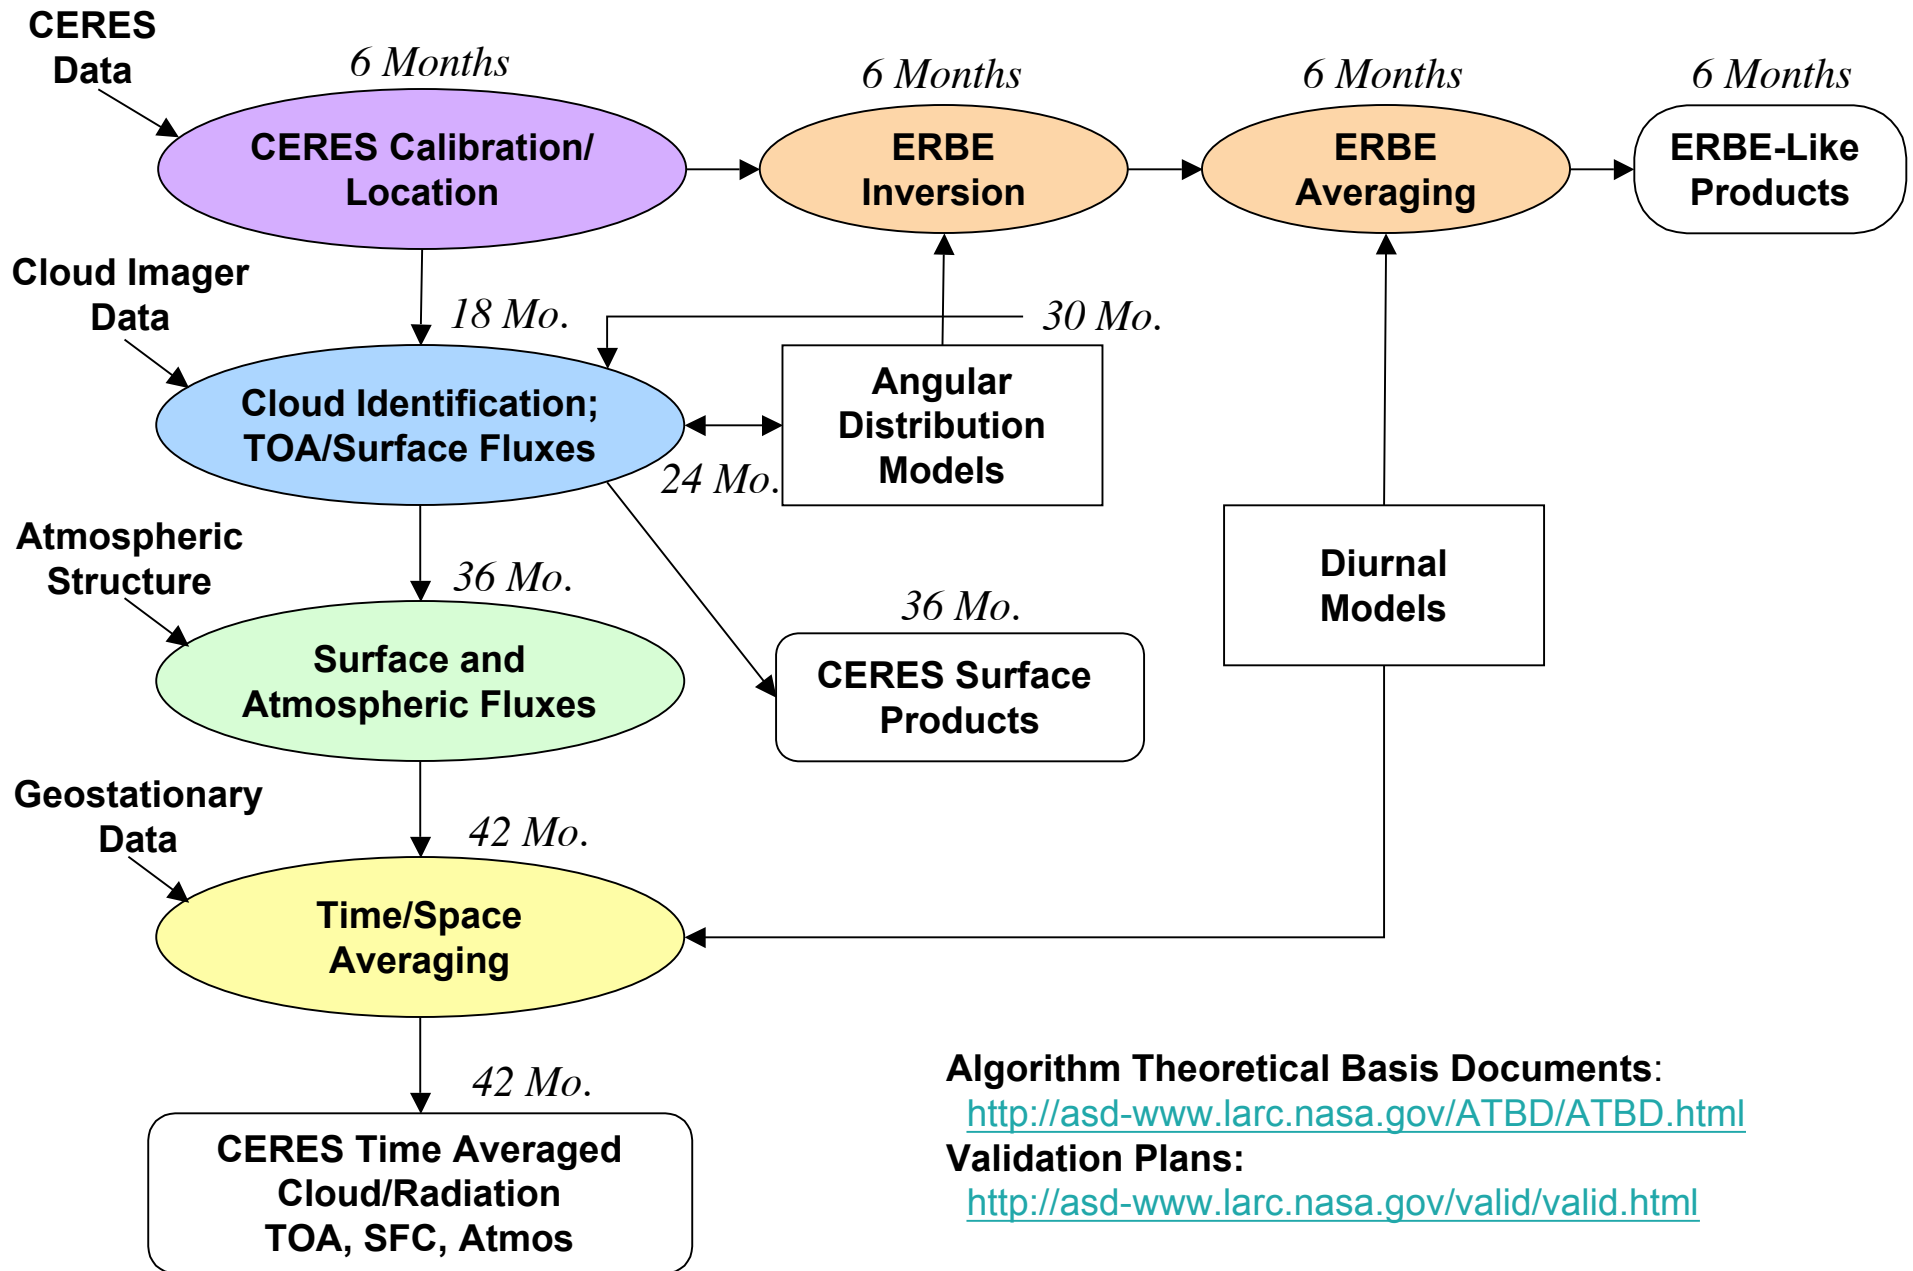 CERES
Data
6 Months
6 Months
6 Months
6 Months
CERES Calibration/
Location
ERBE
Inversion
ERBE
Averaging
ERBE-Like
Products
Cloud Imager
Data
18 Mo.
30 Mo.
Cloud Identification;
TOA/Surface Fluxes
24 Mo.
Angular
Distribution
Models
Atmospheric
Structure
36 Mo.
36 Mo.
Diurnal
Models
Surface and
Atmospheric Fluxes
CERES Surface
Products
Geostationary
Data
42 Mo.
Time/Space
Averaging
42 Mo.
CERES Time Averaged
Cloud/Radiation
TOA, SFC, Atmos
Algorithm Theoretical Basis Documents:
http://asd-www.larc.nasa.gov/ATBD/ATBD.html
Validation Plans:
http://asd-www.larc.nasa.gov/valid/valid.html